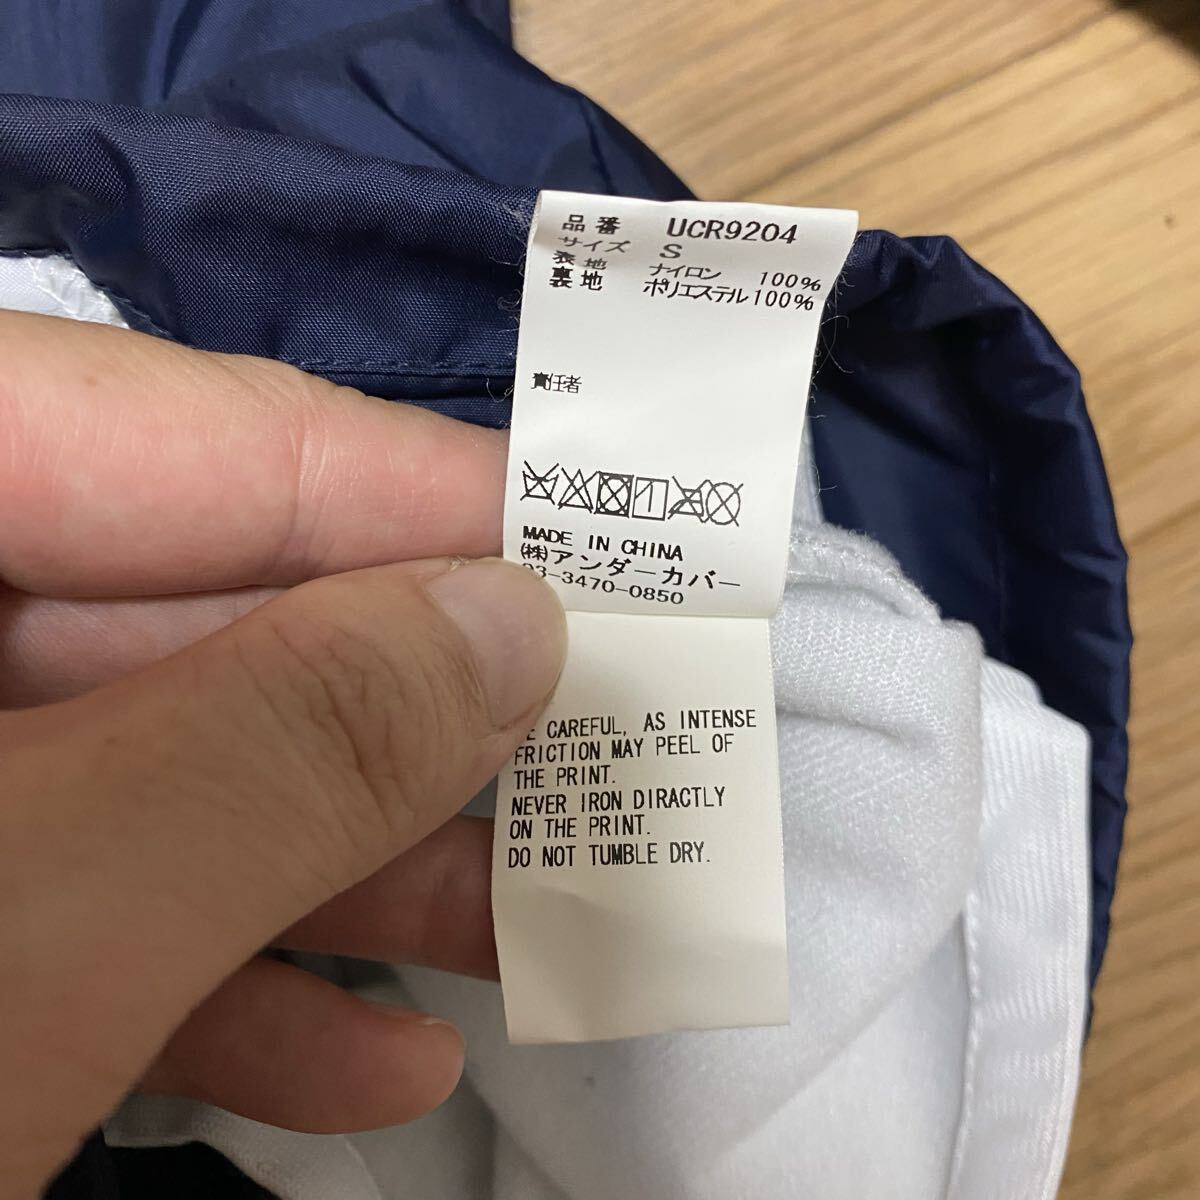 品番 UCR9204
サイズ S
表地 ナイロン 100%
裏地 ポリエステル100%
責任者
MADE IN CHINA
(株)アンダーカバー
03-3470-0850
CAREFUL, AS INTENSE
FRICTION MAY PEEL OF
THE PRINT.
NEVER IRON DIRACTLY
ON THE PRINT.
DO NOT TUMBLE DRY.